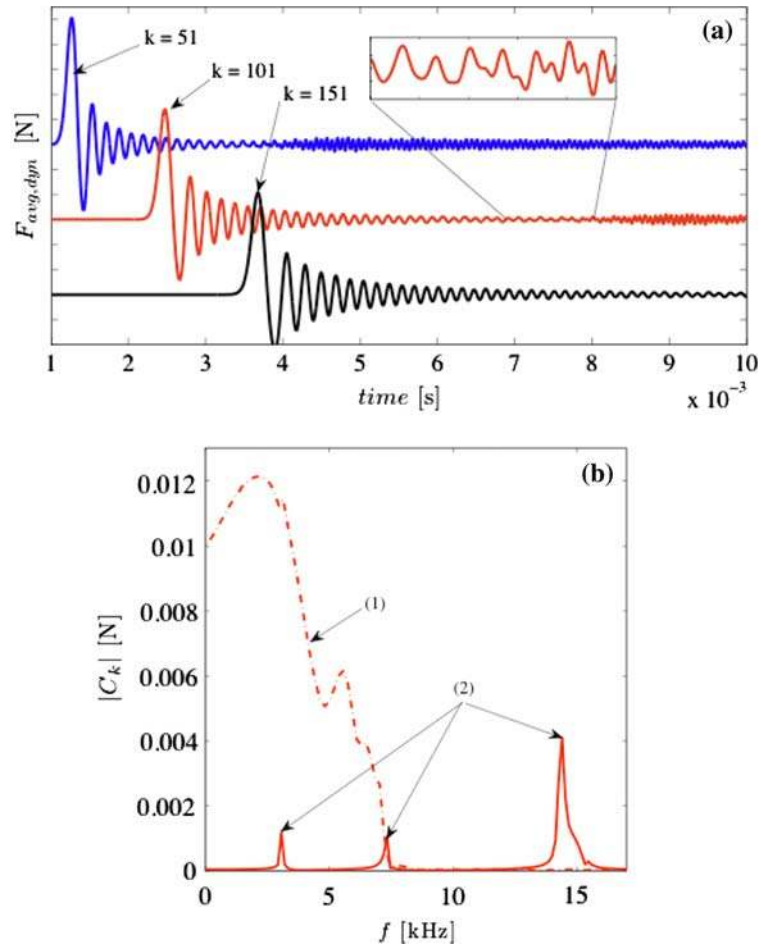 (a)
k = 51
k = 101
k = 151
F_{avg,dyn} [N]
1 2 3 4 5 6 7 8 9 10
time [s]
x 10^{-3}
(b)
0.012
0.01
0.008
0.006
0.004
0.002
0
|C_k| [N]
(1)
(2)
0 5 10 15
f [kHz]